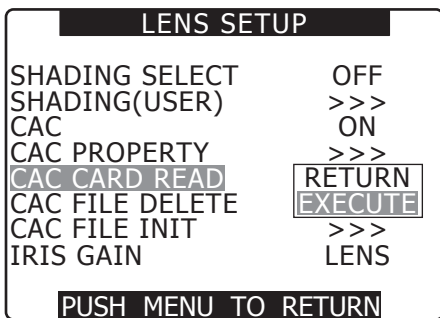 LENS SETUP
SHADING SELECT OFF
SHADING(USER) >>>
CAC ON
CAC PROPERTY >>>
CAC CARD READ RETURN
CAC FILE DELETE EXECUTE
CAC FILE INIT >>>
IRIS GAIN LENS
PUSH MENU TO RETURN